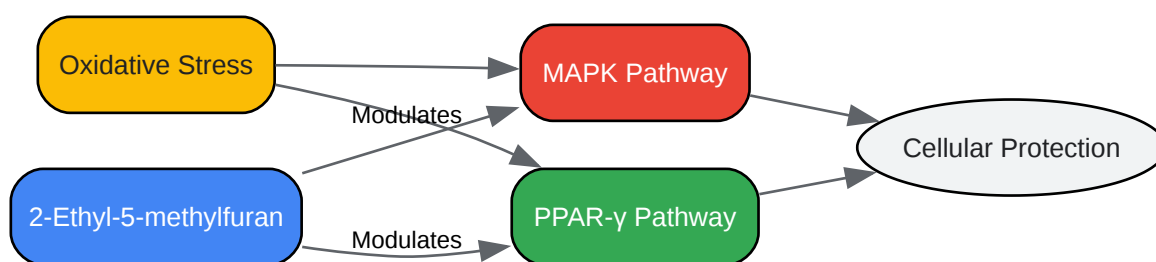 Oxidative Stress
MAPK Pathway
Modulates
Cellular Protection
2-Ethyl-5-methylfuran
PPAR-γ Pathway
Modulates